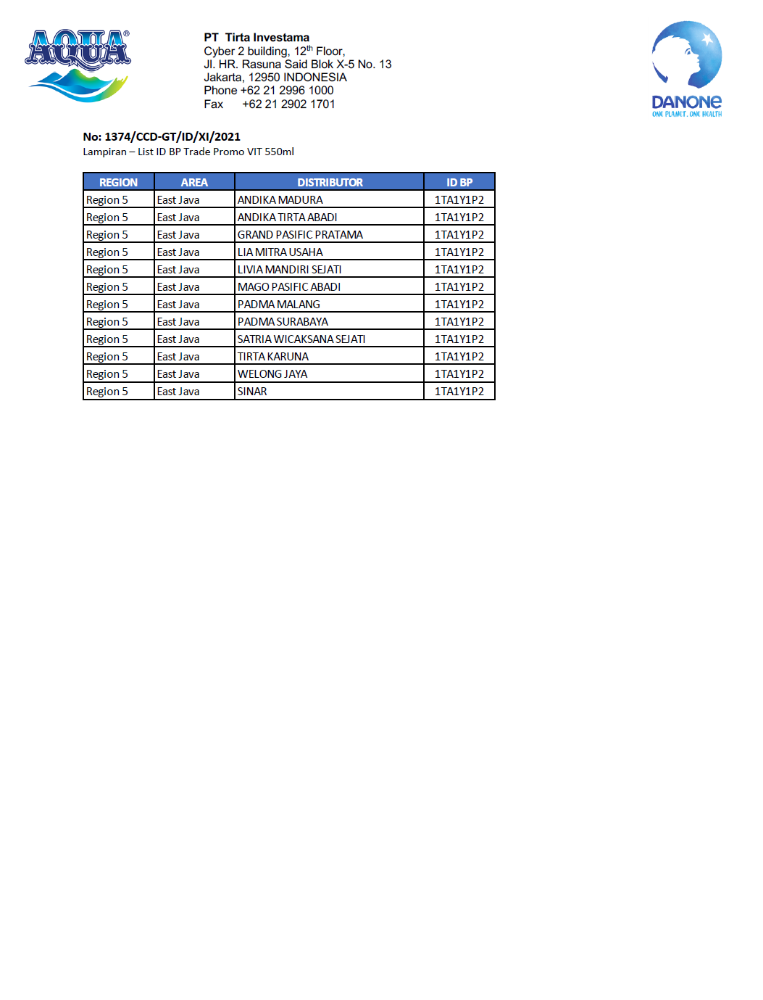 AQUA®
PT Tirta Investama
Cyber 2 building, 12th Floor,
Jl. HR. Rasuna Said Blok X-5 No. 13
Jakarta, 12950 INDONESIA
Phone +62 21 2996 1000
Fax +62 21 2902 1701
DANONE
ONE PLANET. ONE HEALTH
No: 1374/CCD-GT/ID/XI/2021
Lampiran – List ID BP Trade Promo VIT 550ml
REGION AREA DISTRIBUTOR ID BP
Region 5 East Java ANDIKA MADURA 1TA1Y1P2
Region 5 East Java ANDIKA TIRTA ABADI 1TA1Y1P2
Region 5 East Java GRAND PASIFIC PRATAMA 1TA1Y1P2
Region 5 East Java LIA MITRA USAHA 1TA1Y1P2
Region 5 East Java LIVIA MANDIRI SEJATI 1TA1Y1P2
Region 5 East Java MAGO PASIFIC ABADI 1TA1Y1P2
Region 5 East Java PADMA MALANG 1TA1Y1P2
Region 5 East Java PADMA SURABAYA 1TA1Y1P2
Region 5 East Java SATRIA WICAKSANA SEJATI 1TA1Y1P2
Region 5 East Java TIRTA KARUNA 1TA1Y1P2
Region 5 East Java WELONG JAYA 1TA1Y1P2
Region 5 East Java SINAR 1TA1Y1P2